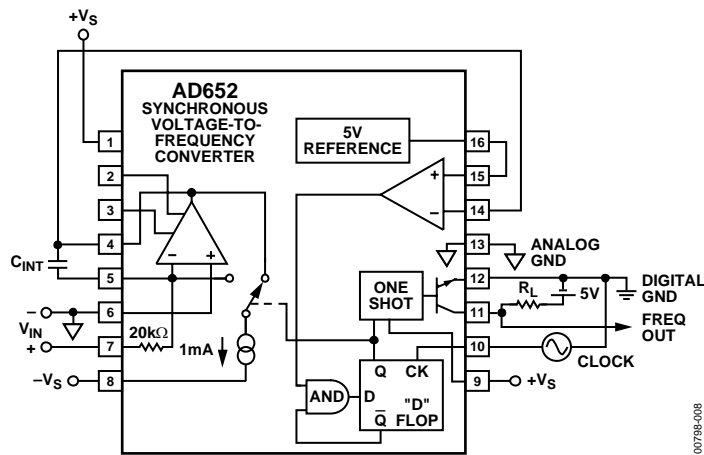 +VS
AD652
SYNCHRONOUS
VOLTAGE-TO-
FREQUENCY
CONVERTER
5V
REFERENCE
1
2
3
4
5
6
7
8
16
15
14
13
12
11
10
9
+
−
−
+
CINT
−
VIN
+
20kΩ
1mA
−VS
ANALOG
GND
ONE
SHOT
RL
5V
DIGITAL
GND
FREQ
OUT
CLOCK
+VS
AND
D
Q
CK
"D"
FLOP
Q̅
00798-008